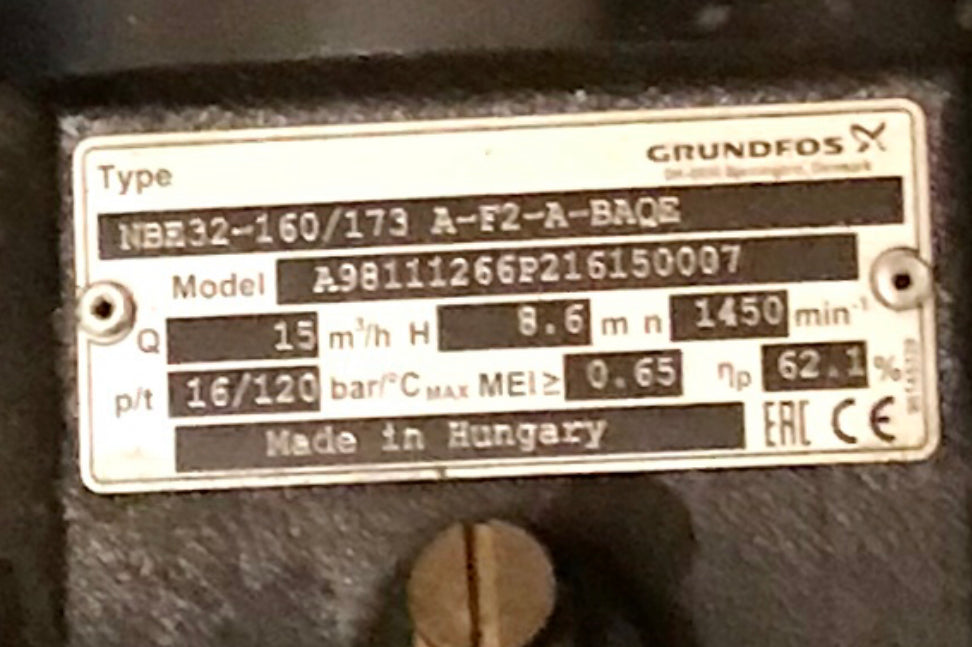 GRUNDFOS
Type
NBE32-160/173 A-F2-A-BAQE
Model A98111266P216150007
Q 15 m³/h H 8.6 m n 1450 min⁻¹
p/t 16/120 bar/°C MAX MEI ≥ 0.65 ηp 62.1 %
Made in Hungary EAC CE